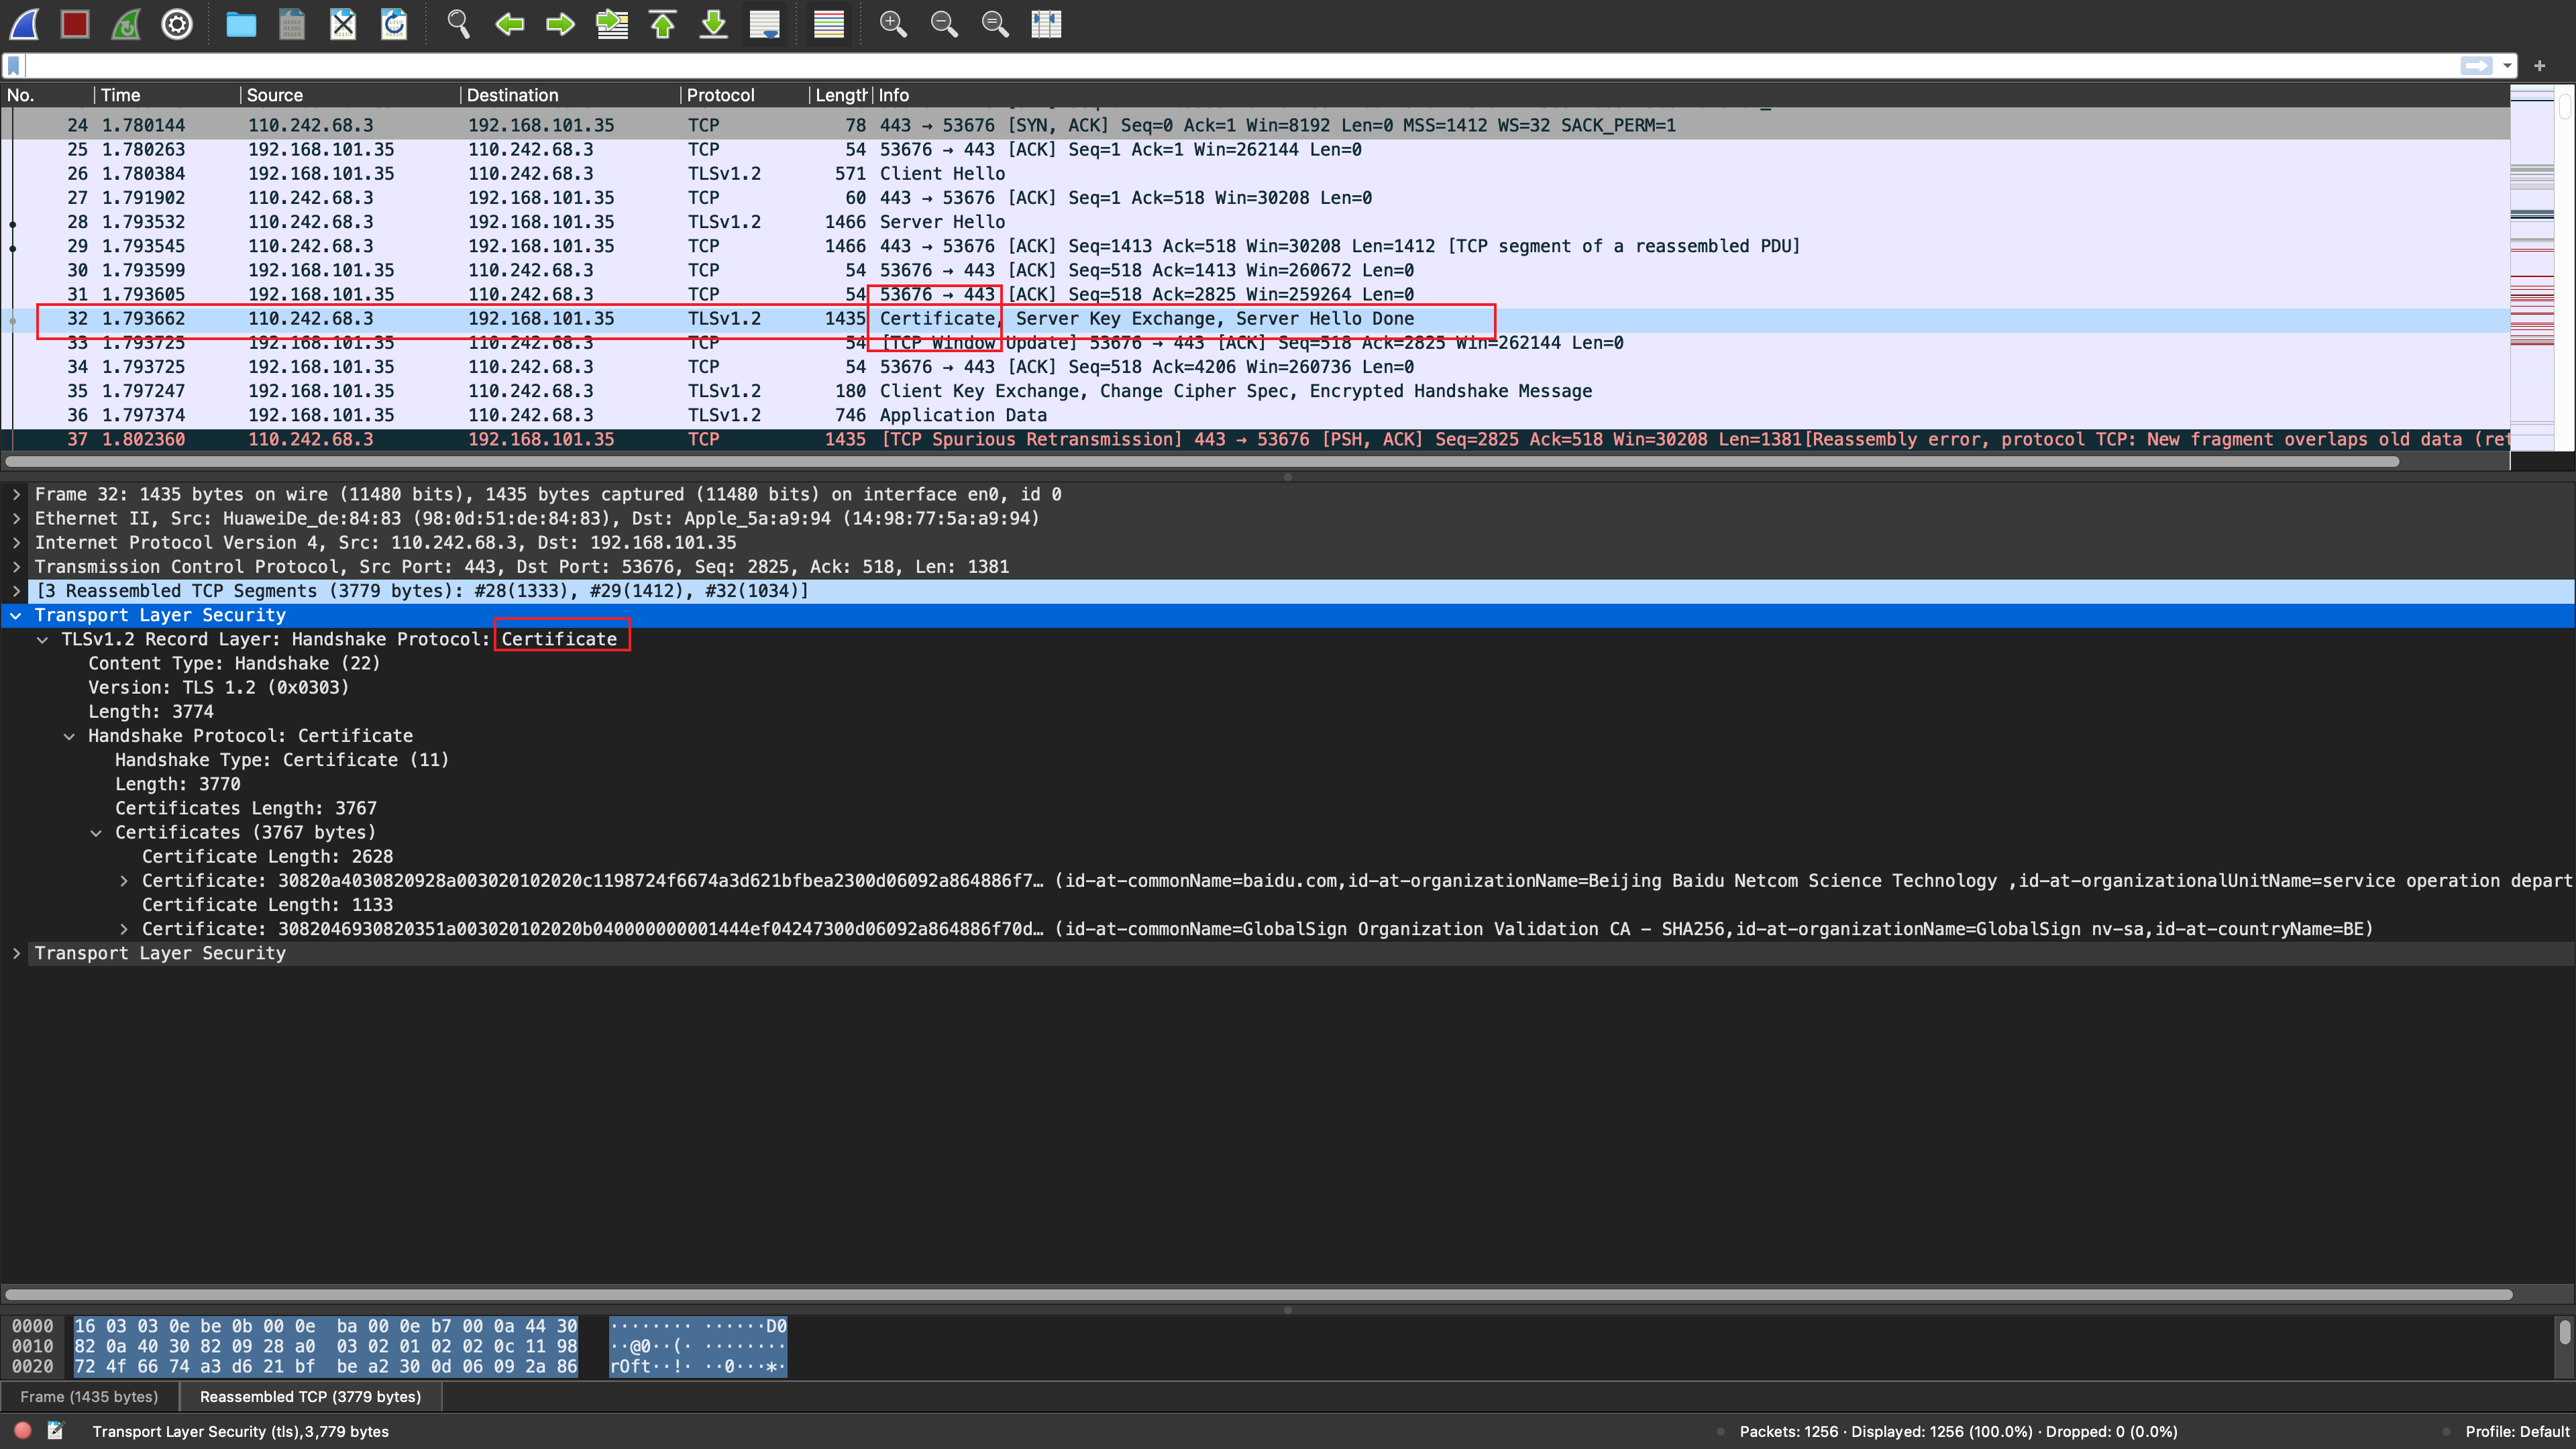 No. Time Source Destination Protocol Length Info
24 1.780144 110.242.68.3 192.168.101.35 TCP 78 443 → 53676 [SYN, ACK] Seq=0 Ack=1 Win=8192 Len=0 MSS=1412 WS=32 SACK_PERM=1
25 1.780263 192.168.101.35 110.242.68.3 TCP 54 53676 → 443 [ACK] Seq=1 Ack=1 Win=262144 Len=0
26 1.780384 192.168.101.35 110.242.68.3 TLSv1.2 571 Client Hello
27 1.791902 110.242.68.3 192.168.101.35 TCP 60 443 → 53676 [ACK] Seq=1 Ack=518 Win=30208 Len=0
28 1.793532 110.242.68.3 192.168.101.35 TLSv1.2 1466 Server Hello
29 1.793545 110.242.68.3 192.168.101.35 TCP 1466 443 → 53676 [ACK] Seq=1413 Ack=518 Win=30208 Len=1412 [TCP segment of a reassembled PDU]
30 1.793599 192.168.101.35 110.242.68.3 TCP 54 53676 → 443 [ACK] Seq=518 Ack=1413 Win=260672 Len=0
31 1.793605 192.168.101.35 110.242.68.3 TCP 54 53676 → 443 [ACK] Seq=518 Ack=2825 Win=259264 Len=0
32 1.793662 110.242.68.3 192.168.101.35 TLSv1.2 1435 Certificate, Server Key Exchange, Server Hello Done
33 1.793725 192.168.101.35 110.242.68.3 TCP 54 [TCP Window Update] 53676 → 443 [ACK] Seq=518 Ack=2825 Win=262144 Len=0
34 1.793725 192.168.101.35 110.242.68.3 TCP 54 53676 → 443 [ACK] Seq=518 Ack=4206 Win=260736 Len=0
35 1.797247 192.168.101.35 110.242.68.3 TLSv1.2 180 Client Key Exchange, Change Cipher Spec, Encrypted Handshake Message
36 1.797374 192.168.101.35 110.242.68.3 TLSv1.2 746 Application Data
37 1.802360 110.242.68.3 192.168.101.35 TCP 1435 [TCP Spurious Retransmission] 443 → 53676 [PSH, ACK] Seq=2825 Ack=518 Win=30208 Len=1381[Reassembly error, protocol TCP: New fragment overlaps old data (ret
Frame 32: 1435 bytes on wire (11480 bits), 1435 bytes captured (11480 bits) on interface en0, id 0
Ethernet II, Src: HuaweiDe_de:84:83 (98:0d:51:de:84:83), Dst: Apple_5a:a9:94 (14:98:77:5a:a9:94)
Internet Protocol Version 4, Src: 110.242.68.3, Dst: 192.168.101.35
Transmission Control Protocol, Src Port: 443, Dst Port: 53676, Seq: 2825, Ack: 518, Len: 1381
[3 Reassembled TCP Segments (3779 bytes): #28(1333), #29(1412), #32(1034)]
Transport Layer Security
TLSv1.2 Record Layer: Handshake Protocol: Certificate
Content Type: Handshake (22)
Version: TLS 1.2 (0x0303)
Length: 3774
Handshake Protocol: Certificate
Handshake Type: Certificate (11)
Length: 3770
Certificates Length: 3767
Certificates (3767 bytes)
Certificate Length: 2628
Certificate: 30820a4030820928a003020102020c1198724f6674a3d621bfbea2300d06092a864886f7… (id-at-commonName=baidu.com,id-at-organizationName=Beijing Baidu Netcom Science Technology ,id-at-organizationalUnitName=service operation depart
Certificate Length: 1133
Certificate: 3082046930820351a003020102020b040000000001444ef04247300d06092a864886f70d… (id-at-commonName=GlobalSign Organization Validation CA - SHA256,id-at-organizationName=GlobalSign nv-sa,id-at-countryName=BE)
Transport Layer Security
0000 16 03 03 0e be 0b 00 0e ba 00 0e b7 00 0a 44 30 ········ ······D0
0010 82 0a 40 30 82 09 28 a0 03 02 01 02 02 0c 11 98 ··@0··(· ········
0020 72 4f 66 74 a3 d6 21 bf be a2 30 0d 06 09 2a 86 rOft··!· ··0···*·
Frame (1435 bytes) Reassembled TCP (3779 bytes)
Transport Layer Security (tls),3,779 bytes Packets: 1256 · Displayed: 1256 (100.0%) · Dropped: 0 (0.0%) Profile: Default